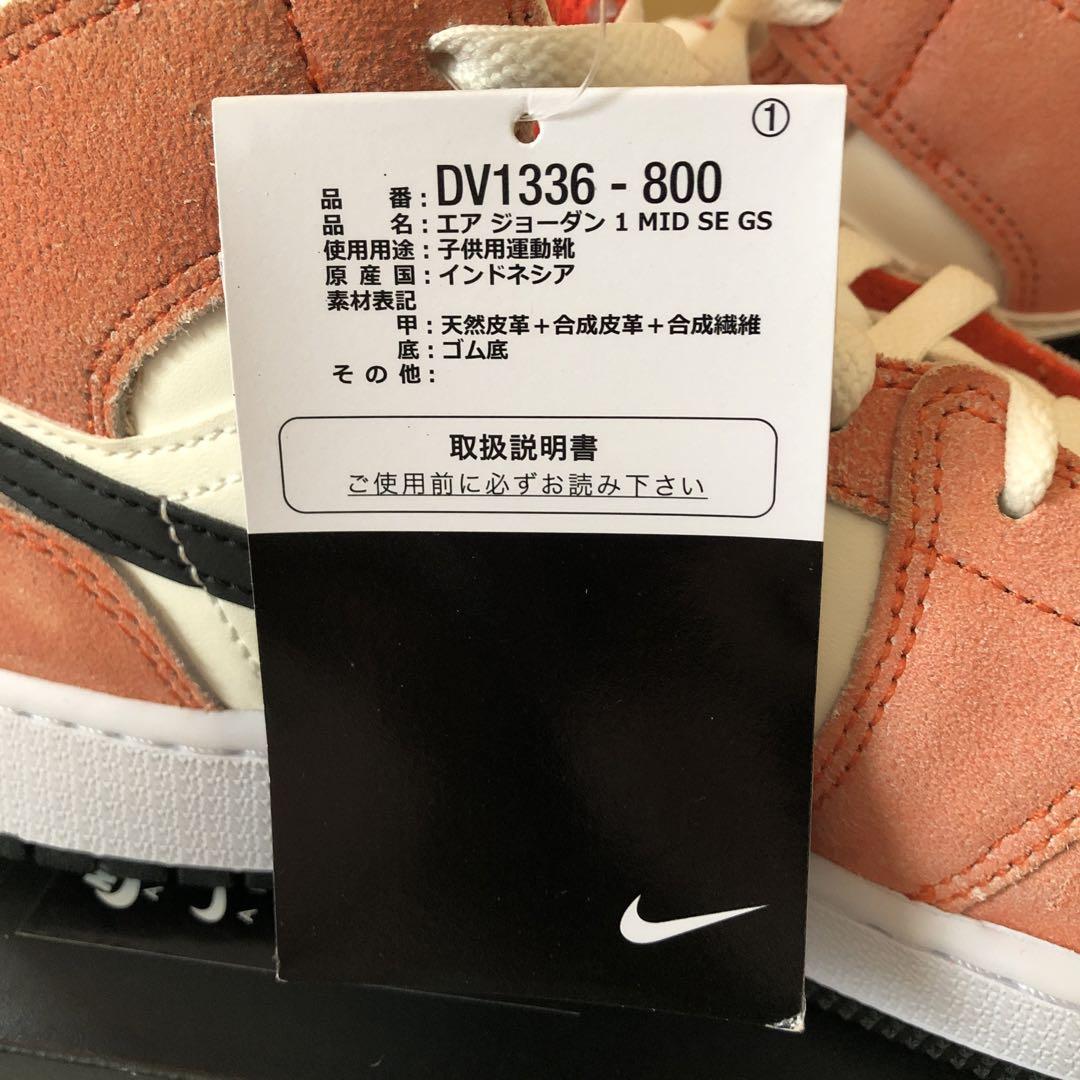 ①
品 番：DV1336 - 800
品 名：エア ジョーダン 1 MID SE GS
使用用途：子供用運動靴
原 産 国：インドネシア
素材表記
甲：天然皮革＋合成皮革＋合成繊維
底：ゴム底
そ の 他：
取扱説明書
ご使用前に必ずお読み下さい